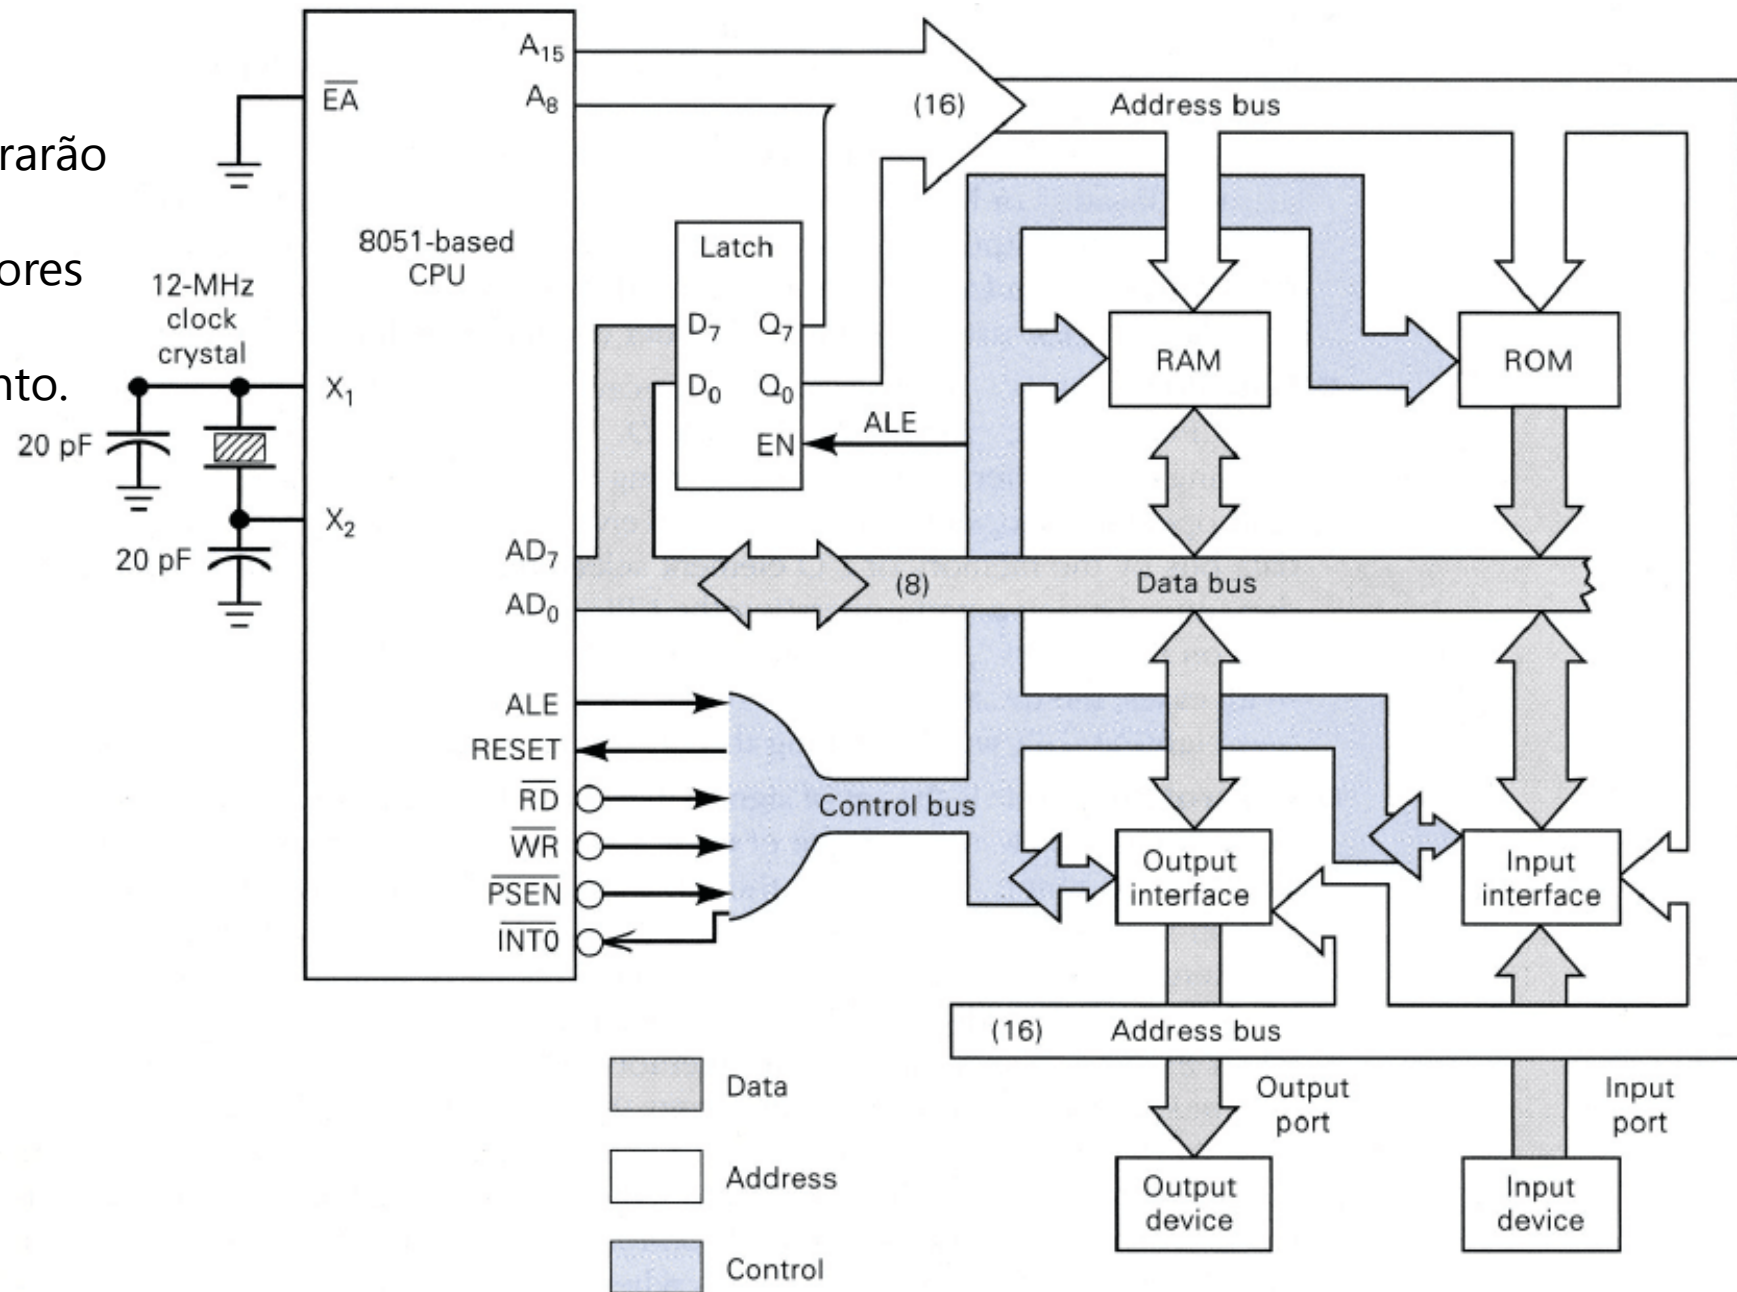 rarão
ores
nto.
A15
A8
EA
8051-based
CPU
12-MHz
clock
crystal
X1
20 pF
X2
20 pF
AD7
AD0
ALE
RESET
RD
WR
PSEN
INT0
Latch
D7 Q7
D0 Q0
EN
ALE
(16) Address bus
RAM
ROM
(8) Data bus
Control bus
Output
interface
Input
interface
(16) Address bus
Output
port
Input
port
Output
device
Input
device
Data
Address
Control